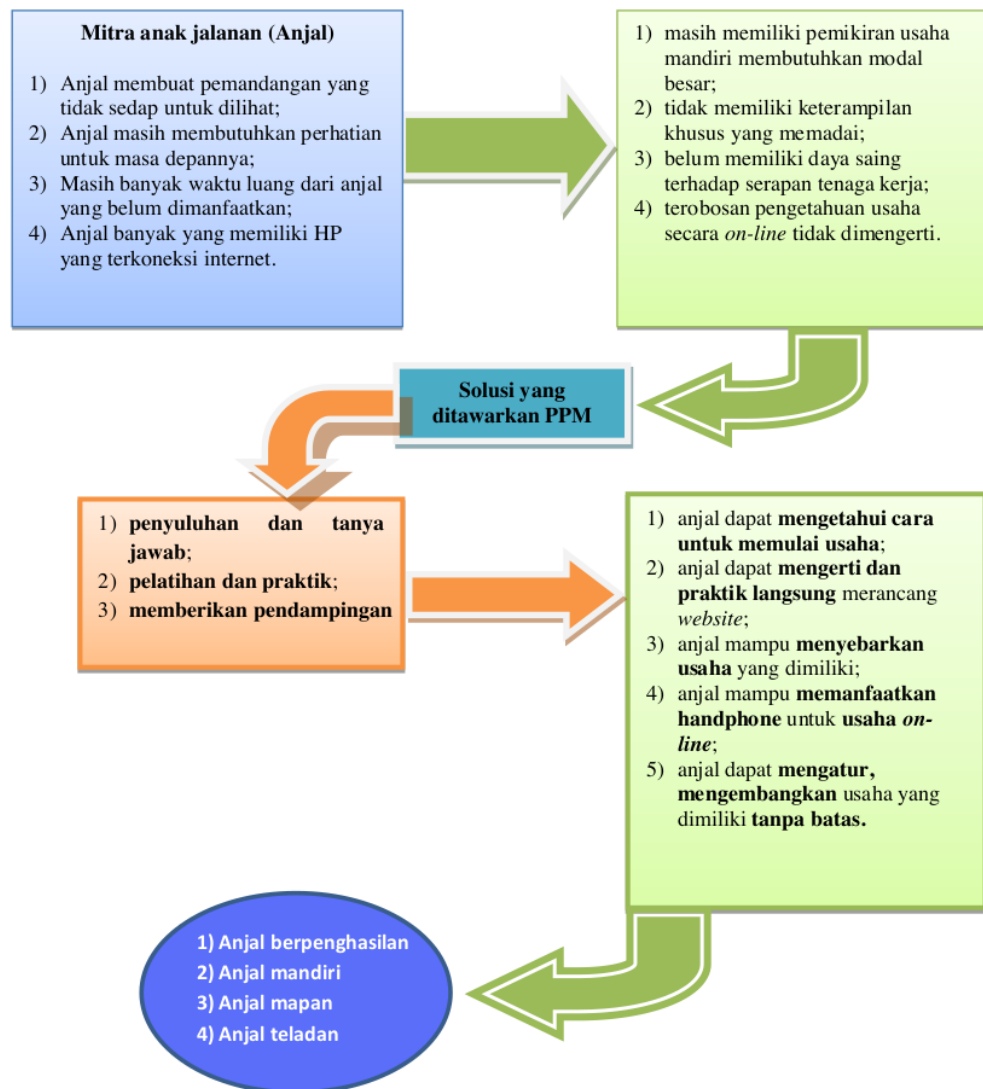 Mitra anak jalanan (Anjal)
1) Anjal membuat pemandangan yang
tidak sedap untuk dilihat;
2) Anjal masih membutuhkan perhatian
untuk masa depannya;
3) Masih banyak waktu luang dari anjal
yang belum dimanfaatkan;
4) Anjal banyak yang memiliki HP
yang terkoneksi internet.
1) masih memiliki pemikiran usaha
mandiri membutuhkan modal
besar;
2) tidak memiliki keterampilan
khusus yang memadai;
3) belum memiliki daya saing
terhadap serapan tenaga kerja;
4) terobosan pengetahuan usaha
secara on-line tidak dimengerti.
Solusi yang
ditawarkan PPM
1) penyuluhan dan tanya
jawab;
2) pelatihan dan praktik;
3) memberikan pendampingan
1) anjal dapat mengetahui cara
untuk memulai usaha;
2) anjal dapat mengerti dan
praktik langsung merancang
website;
3) anjal mampu menyebarkan
usaha yang dimiliki;
4) anjal mampu memanfaatkan
handphone untuk usaha on-
line;
5) anjal dapat mengatur,
mengembangkan usaha yang
dimiliki tanpa batas.
1) Anjal berpenghasilan
2) Anjal mandiri
3) Anjal mapan
4) Anjal teladan